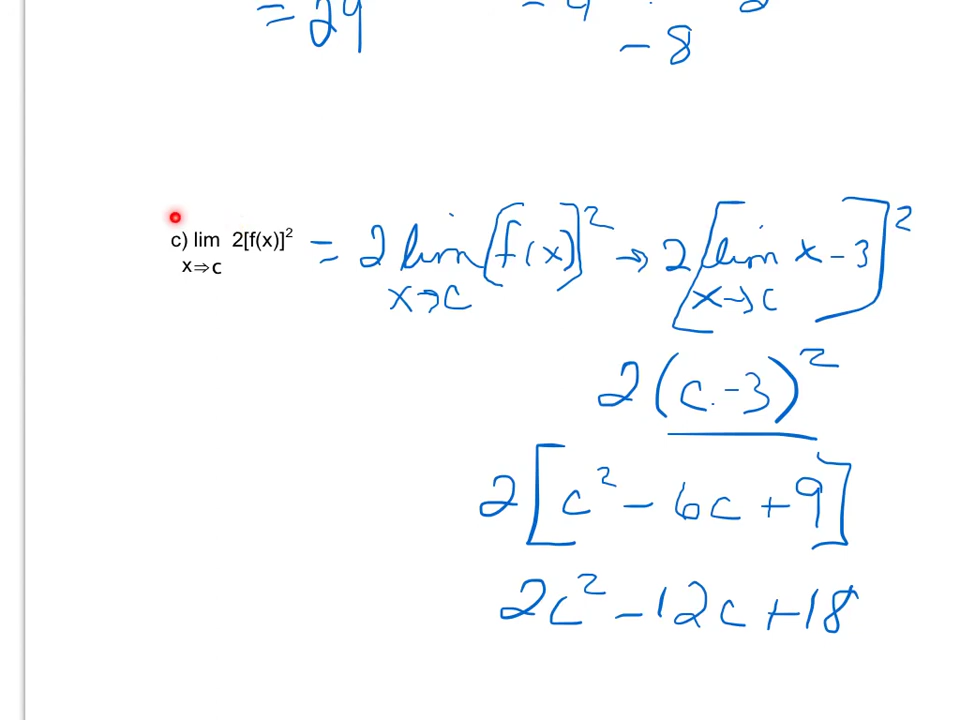 = 29
- 8
c) lim 2[f(x)]² = 2 lim [f(x)]² → 2[lim x - 3]²
x⇒c x→c x→c
2(c - 3)²
2[c² - 6c + 9]
2c² - 12c + 18